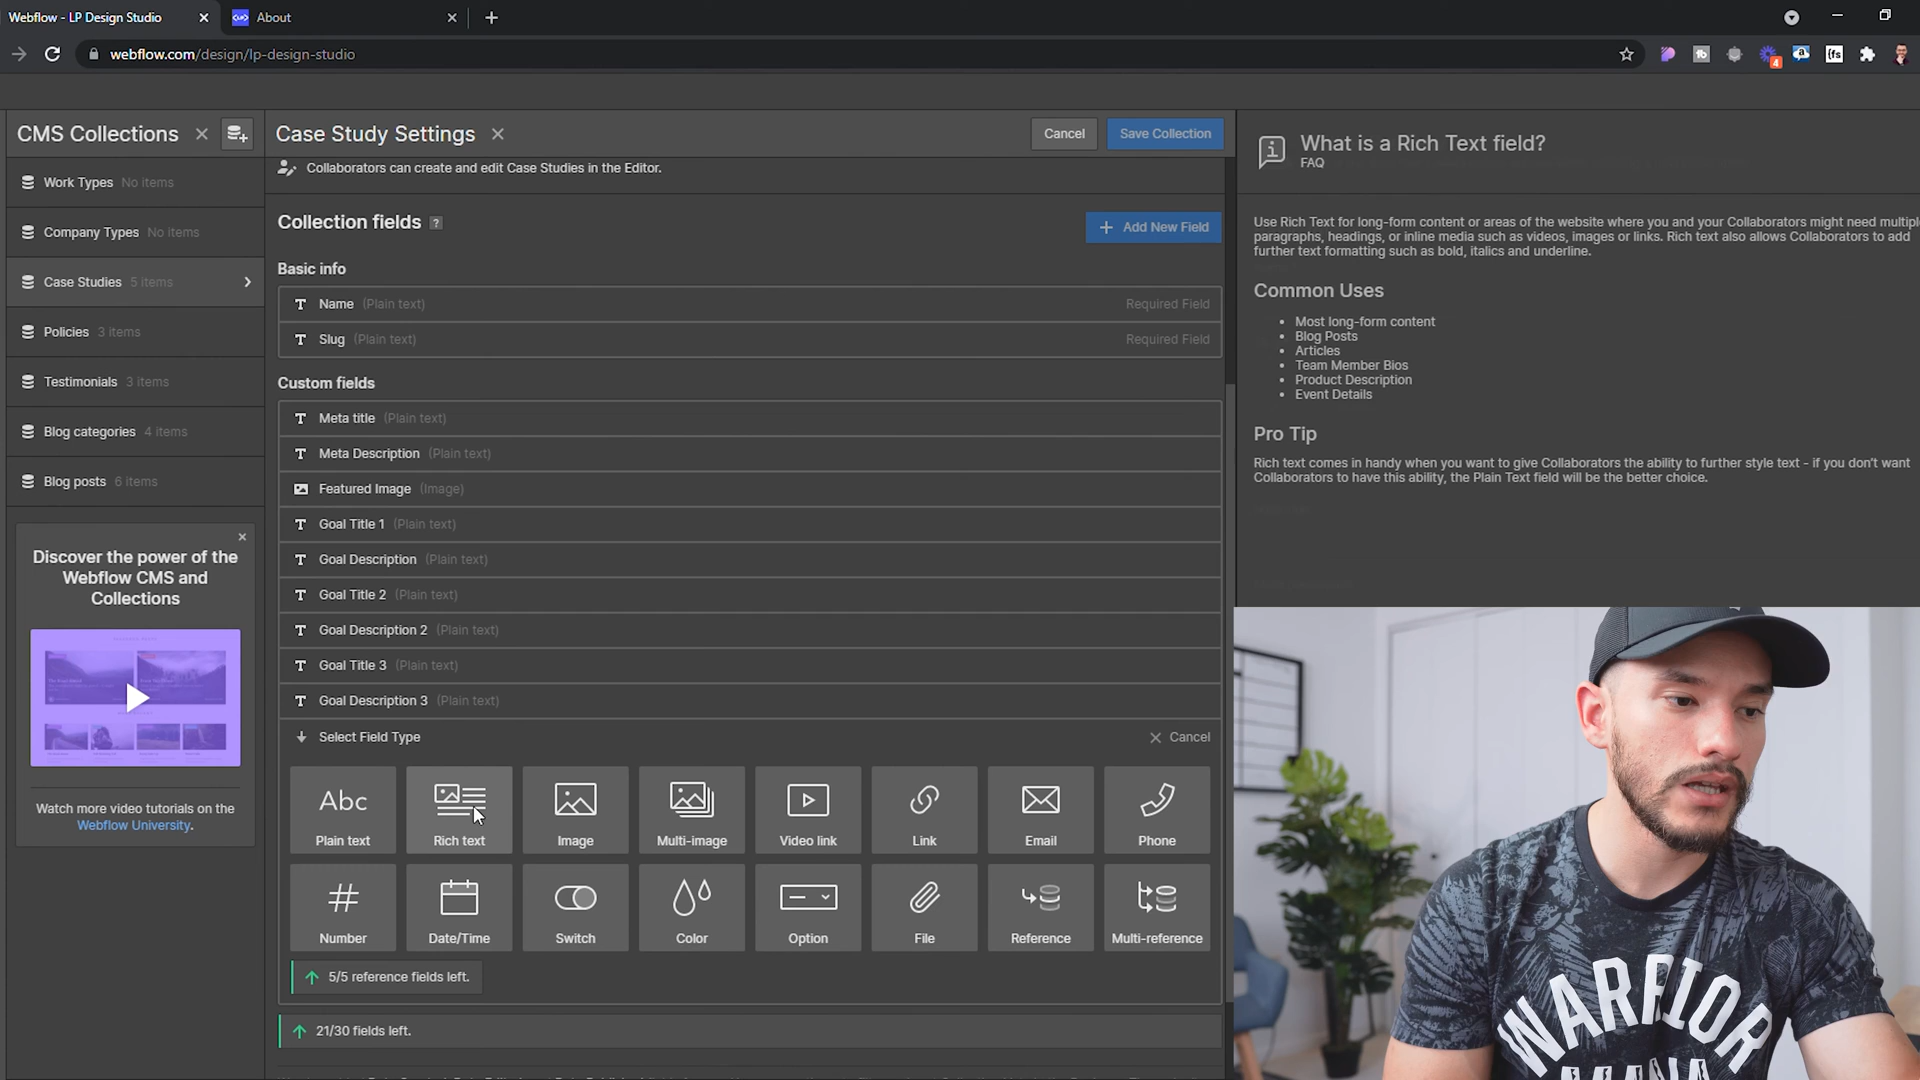 Webflow - LP Design Studio
About
webflow.com/design/lp-design-studio
4
CMS Collections
Work Types No items
Company Types No items
Case Studies 5 items
Policies 3 items
Testimonials 3 items
Blog categories 4 items
Blog posts 6 items
Discover the power of the
Webflow CMS and
Collections
Watch more video tutorials on the
Webflow University.
Case Study Settings
Cancel
Save Collection
Collaborators can create and edit Case Studies in the Editor.
Collection fields ?
Add New Field
Basic info
Name (Plain text) Required Field
Slug (Plain text) Required Field
Custom fields
Meta title (Plain text)
Meta Description (Plain text)
Featured Image (Image)
Goal Title 1 (Plain text)
Goal Description (Plain text)
Goal Title 2 (Plain text)
Goal Description 2 (Plain text)
Goal Title 3 (Plain text)
Goal Description 3 (Plain text)
Select Field Type
Cancel
Abc
Plain text
Rich text
Image
Multi-image
Video link
Link
Email
Phone
Number
Date/Time
Switch
Color
Option
File
Reference
Multi-reference
5/5 reference fields left.
21/30 fields left.
What is a Rich Text field?
FAQ
Use Rich Text for long-form content or areas of the website where you and your Collaborators might need
paragraphs, headings, or inline media such as videos, images or links. Rich text also allows Collaborators to add
further text formatting such as bold, italics and underline.
Common Uses
Most long-form content
Blog Posts
Articles
Team Member Bios
Product Description
Event Details
Pro Tip
Rich text comes in handy when you want to give Collaborators the ability to further style text - if you don't want
Collaborators to have this ability, the Plain Text field will be the better choice.
WARRIOR